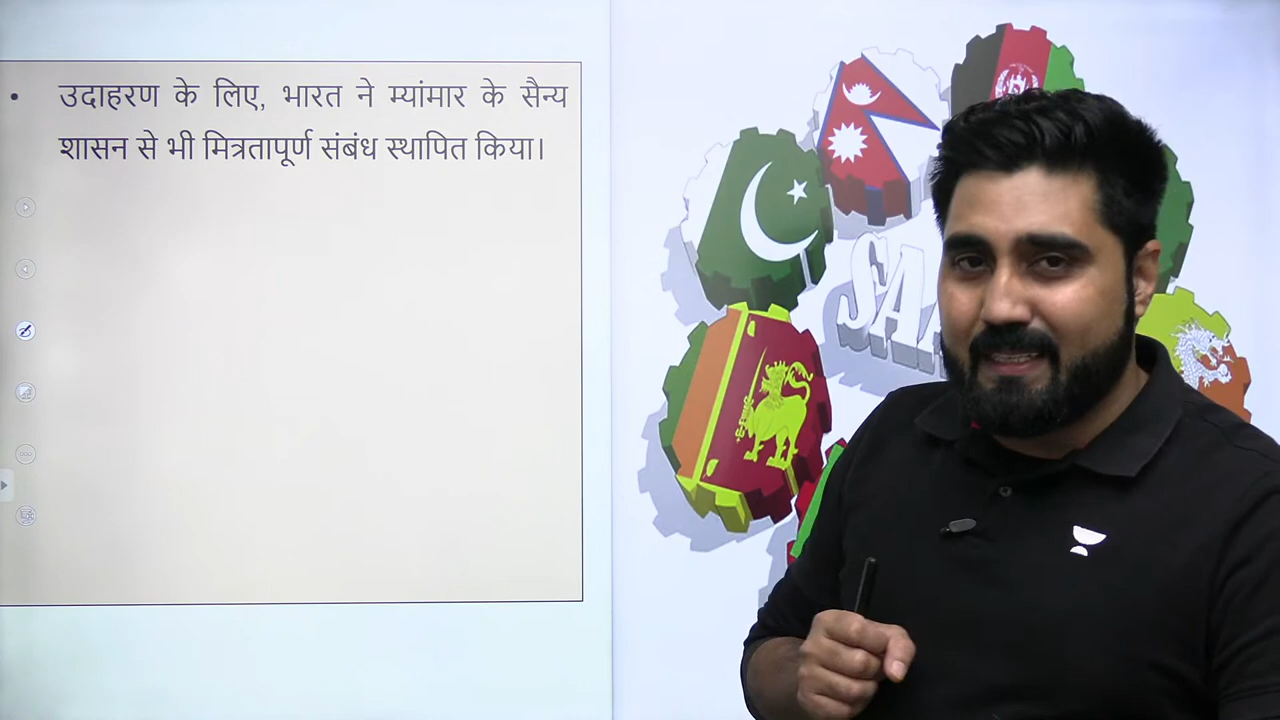 • उदाहरण के लिए, भारत ने म्यांमार के सैन्य
शासन से भी मित्रतापूर्ण संबंध स्थापित किया।